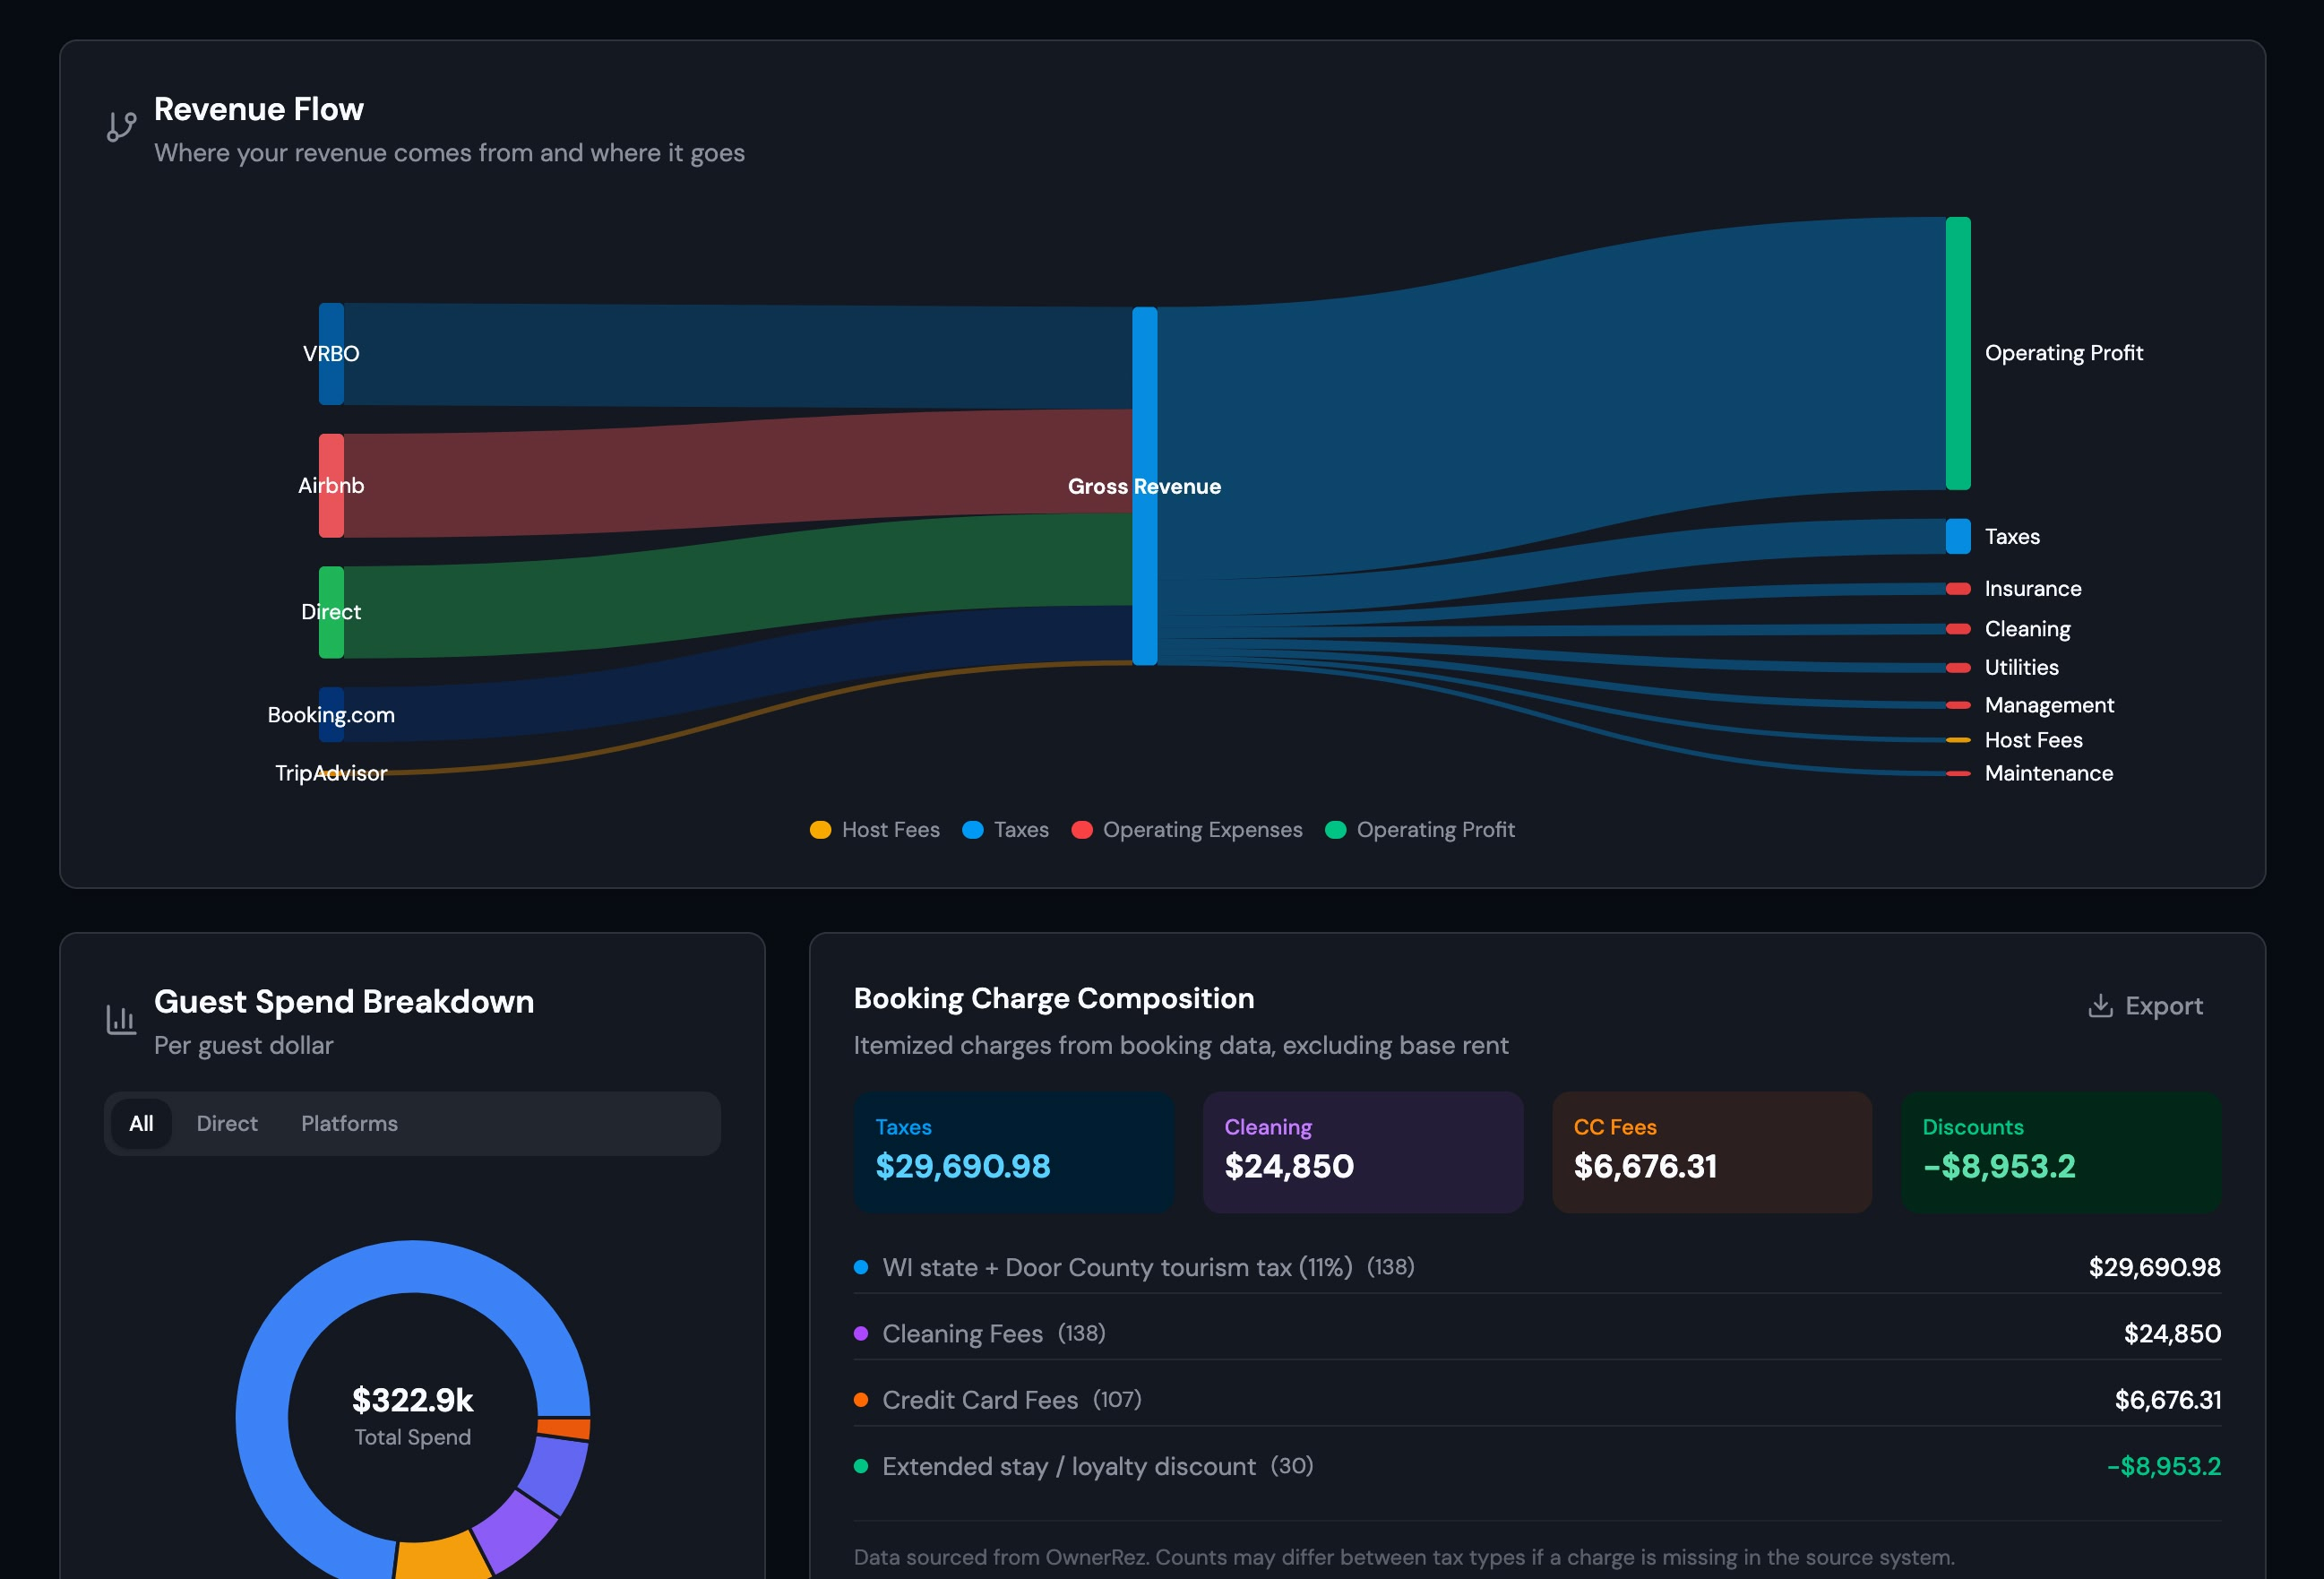 Revenue Flow
Where your revenue comes from and where it goes
VRBO
Airbnb
Direct
Booking.com
TripAdvisor
Gross Revenue
Operating Profit
Taxes
Insurance
Cleaning
Utilities
Management
Host Fees
Maintenance
Host Fees Taxes Operating Expenses Operating Profit
Guest Spend Breakdown
Per guest dollar
All Direct Platforms
$322.9k
Total Spend
Booking Charge Composition
Export
Itemized charges from booking data, excluding base rent
Taxes
$29,690.98
Cleaning
$24,850
CC Fees
$6,676.31
Discounts
-$8,953.2
WI state + Door County tourism tax (11%) (138) $29,690.98
Cleaning Fees (138) $24,850
Credit Card Fees (107) $6,676.31
Extended stay / loyalty discount (30) -$8,953.2
Data sourced from OwnerRez. Counts may differ between tax types if a charge is missing in the source system.